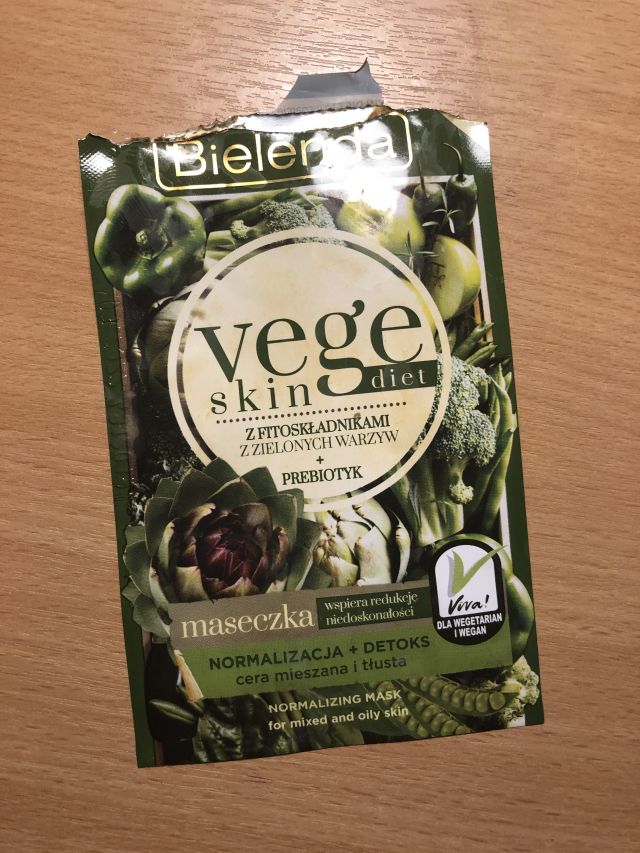 Bielenda
vege
skin diet
Z FITOSKŁADNIKAMI
Z ZIELONYCH WARZYW
+
PREBIOTYK
maseczka
wspiera redukcję
niedoskonałości
Viva!
DLA WEGETARIAN
I WEGAN
NORMALIZACJA + DETOKS
cera mieszana i tłusta
NORMALIZING MASK
for mixed and oily skin